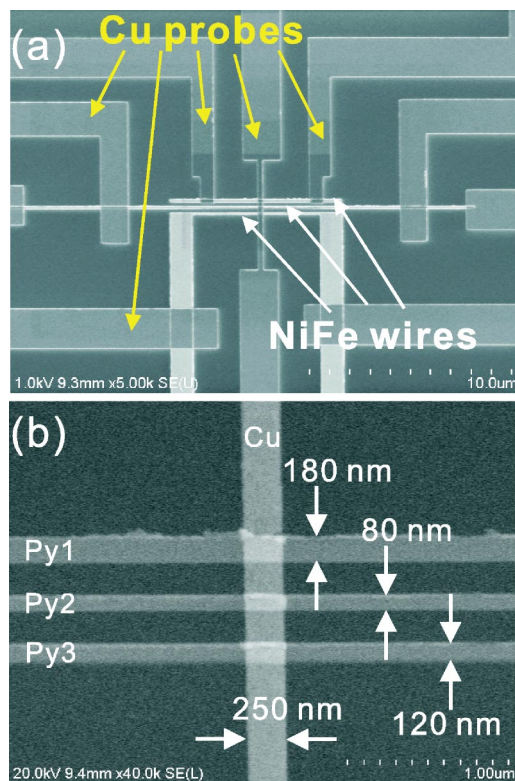 (a) Cu probes
NiFe wires
1.0kV 9.3mm x5.00k SE(U)
10.0um
(b)
Cu
180 nm
80 nm
Py1
Py2
Py3
250 nm
120 nm
20.0kV 9.4mm x40.0k SE(L)
1.00um